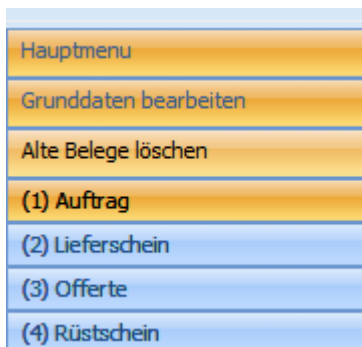 Hauptmenu
Grunddaten bearbeiten
Alte Belege löschen
(1) Auftrag
(2) Lieferschein
(3) Offerte
(4) Rüstschein